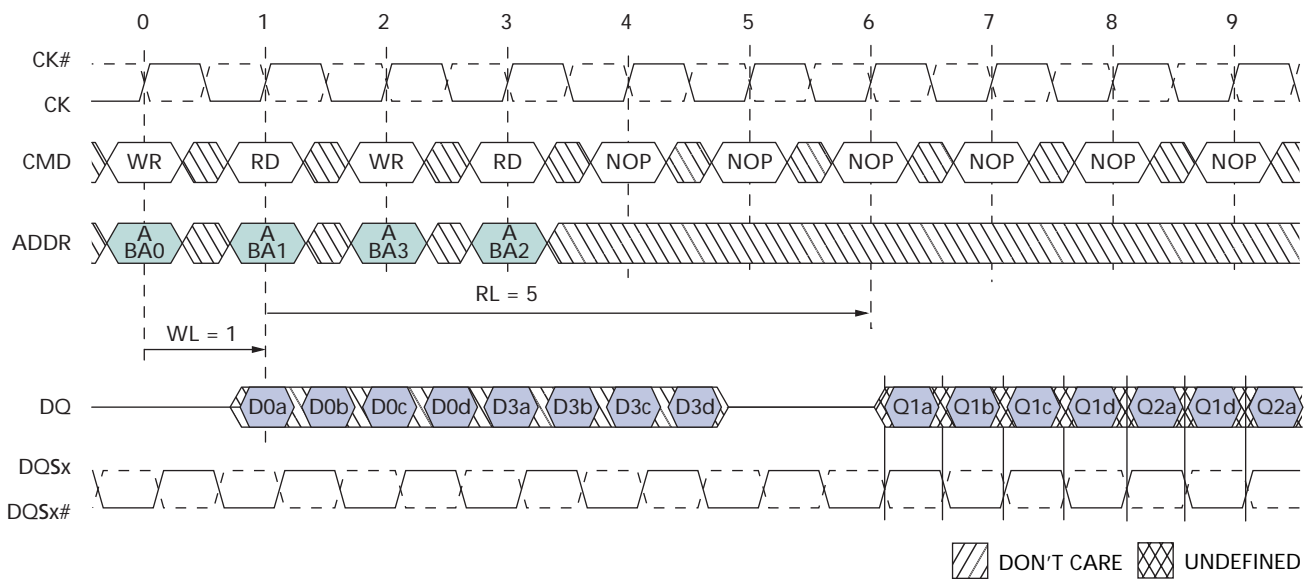 0 1 2 3 4 5 6 7 8 9
CK#
CK
CMD WR RD WR RD NOP NOP NOP NOP NOP NOP
A A A A
ADDR BA0 BA1 BA3 BA2
RL = 5
WL = 1
DQ D0a D0b D0c D0d D3a D3b D3c D3d Q1a Q1b Q1c Q1d Q2a Q1d Q2a
DQSx
DQSx#
DON'T CARE UNDEFINED